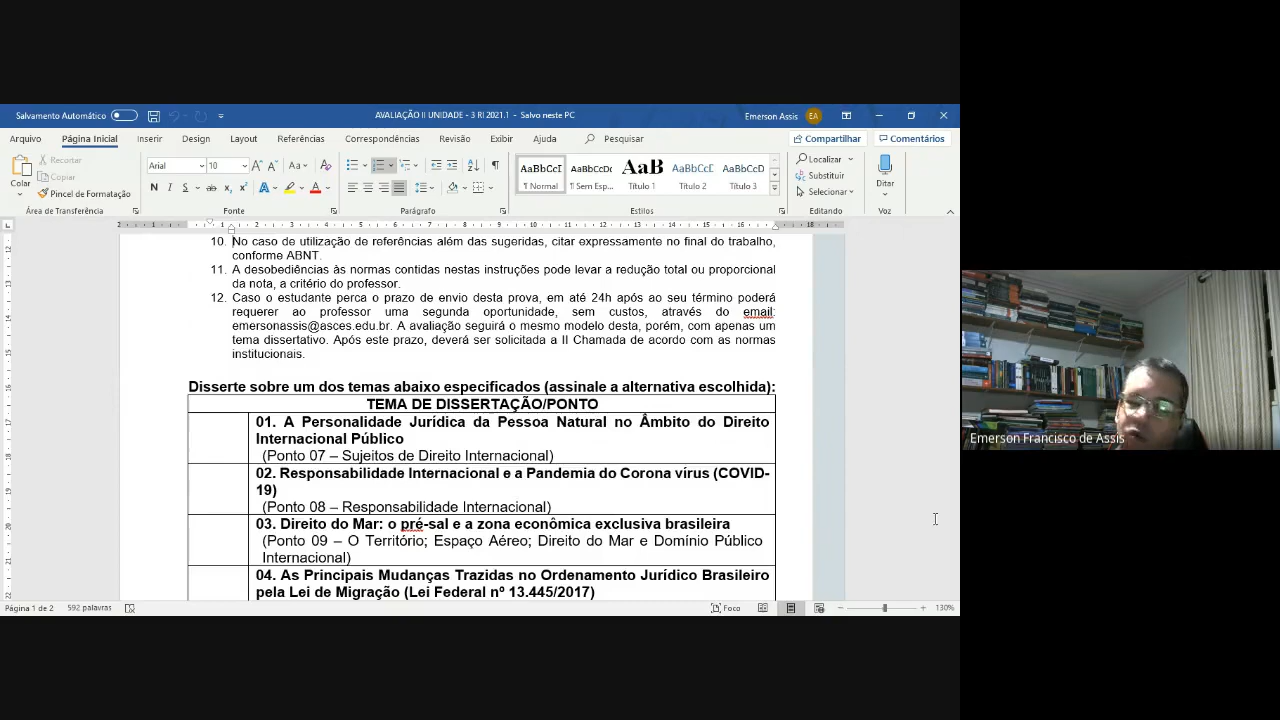 Salvamento Automático
AVALIAÇÃO II UNIDADE - 3 RI 2021.1 - Salvo neste PC
Emerson Assis
EA
Arquivo Página Inicial Inserir Design Layout Referências Correspondências Revisão Exibir Ajuda Pesquisar
Compartilhar Comentários
Colar
Recortar
Copiar
Pincel de Formatação
Área de Transferência
Arial 10
Fonte
Parágrafo
AaBbCcI AaBbCcDc AaB AaBbCcI AaBbCcD
¶ Normal ¶ Sem Esp... Título 1 Título 2 Título 3
Estilos
Localizar
Substituir
Selecionar
Editando
Ditar
Voz
10. No caso de utilização de referências além das sugeridas, citar expressamente no final do trabalho,
conforme ABNT.
11. A desobediências às normas contidas nestas instruções pode levar a redução total ou proporcional
da nota, a critério do professor.
12. Caso o estudante perca o prazo de envio desta prova, em até 24h após ao seu término poderá
requerer ao professor uma segunda oportunidade, sem custos, através do email:
emersonassis@asces.edu.br. A avaliação seguirá o mesmo modelo desta, porém, com apenas um
tema dissertativo. Após este prazo, deverá ser solicitada a II Chamada de acordo com as normas
institucionais.
Disserte sobre um dos temas abaixo especificados (assinale a alternativa escolhida):
TEMA DE DISSERTAÇÃO/PONTO
01. A Personalidade Jurídica da Pessoa Natural no Âmbito do Direito
Internacional Público
(Ponto 07 – Sujeitos de Direito Internacional)
02. Responsabilidade Internacional e a Pandemia do Corona vírus (COVID-
19)
(Ponto 08 – Responsabilidade Internacional)
03. Direito do Mar: o pré-sal e a zona econômica exclusiva brasileira
(Ponto 09 – O Território; Espaço Aéreo; Direito do Mar e Domínio Público
Internacional)
04. As Principais Mudanças Trazidas no Ordenamento Jurídico Brasileiro
pela Lei de Migração (Lei Federal nº 13.445/2017)
Página 1 de 2 592 palavras
Foco
130%
Emerson Francisco de Assis